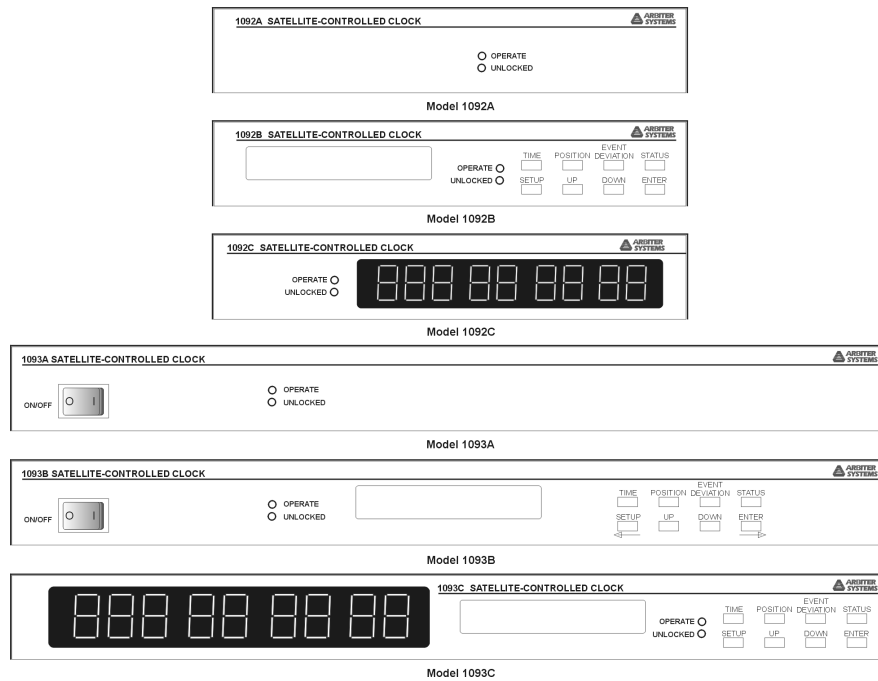 1092A SATELLITE-CONTROLLED CLOCK
ARBITER SYSTEMS
OPERATE
UNLOCKED
Model 1092A
1092B SATELLITE-CONTROLLED CLOCK
ARBITER SYSTEMS
OPERATE
UNLOCKED
TIME POSITION EVENT DEVIATION STATUS
SETUP UP DOWN ENTER
Model 1092B
1092C SATELLITE-CONTROLLED CLOCK
ARBITER SYSTEMS
OPERATE
UNLOCKED
888 88 88 88
Model 1092C
1093A SATELLITE-CONTROLLED CLOCK
ARBITER SYSTEMS
ON/OFF
O I
OPERATE
UNLOCKED
Model 1093A
1093B SATELLITE-CONTROLLED CLOCK
ARBITER SYSTEMS
ON/OFF
O I
OPERATE
UNLOCKED
TIME POSITION EVENT DEVIATION STATUS
SETUP UP DOWN ENTER
Model 1093B
888 88 88 88
1093C SATELLITE-CONTROLLED CLOCK
ARBITER SYSTEMS
OPERATE
UNLOCKED
TIME POSITION EVENT DEVIATION STATUS
SETUP UP DOWN ENTER
Model 1093C